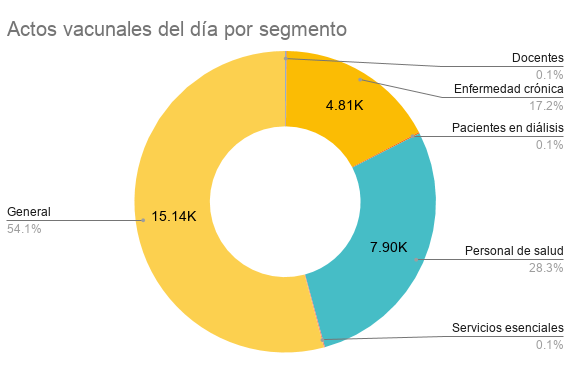 Actos vacunales del día por segmento
Docentes
0.1%
Enfermedad crónica
17.2%
4.81K
Pacientes en diálisis
0.1%
General
54.1%
15.14K
7.90K
Personal de salud
28.3%
Servicios esenciales
0.1%